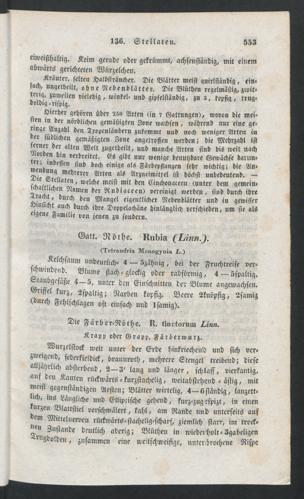 136. Stellaten. 553
eiweißhaltig. Keim gerade oder gekrümmt, achsenständig, mit einem
abwärts gerichteten Würzelchen.
Kräuter, selten Halbsträucher. Die Blätter meist quirlständig, ein-
fach, ungetheilt, ohne Nebenblätter. Die Blüthen regelmäßig, zwit-
terig, zuweilen vielehig, winkel- und gipfelständig, zu 2, kopfig, trug-
doldig-rispig.
Hierher gehören über 250 Arten (in 7 Gattungen), wovon die mei-
sten in der nördlichen gemäßigten Zone wachsen, während nur eine ge-
ringe Anzahl den Tropenländern zukommt und noch weniger Arten in
der südlichen gemäßigten Zone angetroffen werden; die Mehrzahl ist
ferner der alten Welt zugetheilt, und manche Arten sind bis weit nach
Norden hin verbreitet. Es gibt nur wenige benutzbare Gewächse darun-
ter; indessen sind doch einige als Färbepflanzen sehr wichtig; die An-
wendung mehrerer Arten als Arzneimittel ist höchst unbedeutend. —
Die Stellaten, welche meist mit den Cinchonaceen (unter dem gemein-
schaftlichen Namen der Rubiaceen) vereinigt werden, sind durch ihre
Tracht, durch den Mangel eigentlicher Nebenblätter und in gewisser
Beziehung auch durch ihre Doppelachäne hinlänglich verschieden, um sie als
eigene Familie von jenen zu sondern.
Gatt. Röthe. Rubia (Linn.).
(Tetrandria Monogynia L.)
Kelchsaum undeutlich- 4—5zähnig, bei der Fruchtreife ver-
schwindend. Blume flach-glockig oder radförmig, 4—5spaltig.
Staubgefäße 4—5, unter den Einschnitten der Blume angewachsen.
Griffel kurz, 2spaltig; Narben kopfig. Beere 2knöpfig, 2samig
(durch Fehlschlagen oft einfach und 1samig).
Die Färber-Röthe. R. tinctorum Linn.
Krapp oder Grapp, Färberwurz.
Wurzelstock weit unter der Erde hinkriechend und sich ver-
zweigend, federkieldick, braunroth, mehrere Stengel treibend; diese
alljährlich absterbend, 2—3' lang und länger, schlaff, vierkantig,
auf den Kanten rückwärts-kurzstachelig, weitabstehend-ästig, mit
meist gegenständigen Aesten; Blätter wirtelig, 4—6ständig, lanzett-
lich, ins Längliche und Elliptische gehend, kurz-zugespitzt, in einen
kurzen Blattstiel verschmälert, kahl, am Rande und unterseits auf
dem Mittelnerven rückwärts-stachelig-scharf, ziemlich starr, im trock-
nen Zustande deutlich aderig; Blüthen in wiederholt-3gabeligen
Trugdolden, zusammen eine weitschweifige, unterbrochene Rispe